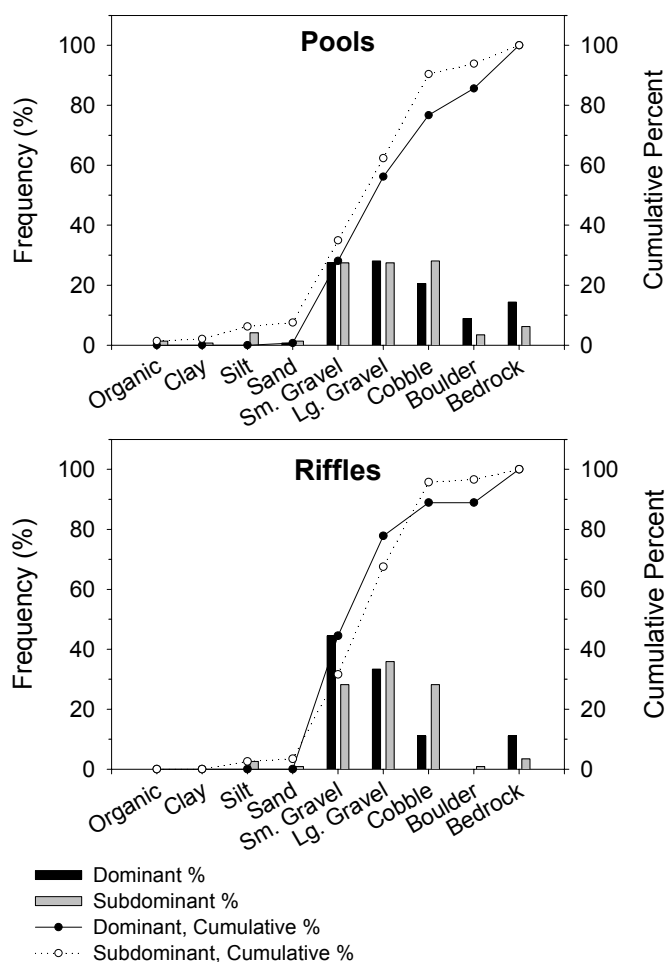 Pools
Frequency (%)
Cumulative Percent
100 100
80 80
60 60
40 40
20 20
0 0
Organic Clay Silt Sand Sm. Gravel Lg. Gravel Cobble Boulder Bedrock
Riffles
Frequency (%)
Cumulative Percent
100 100
80 80
60 60
40 40
20 20
0 0
Organic Clay Silt Sand Sm. Gravel Lg. Gravel Cobble Boulder Bedrock
Dominant %
Subdominant %
Dominant, Cumulative %
Subdominant, Cumulative %